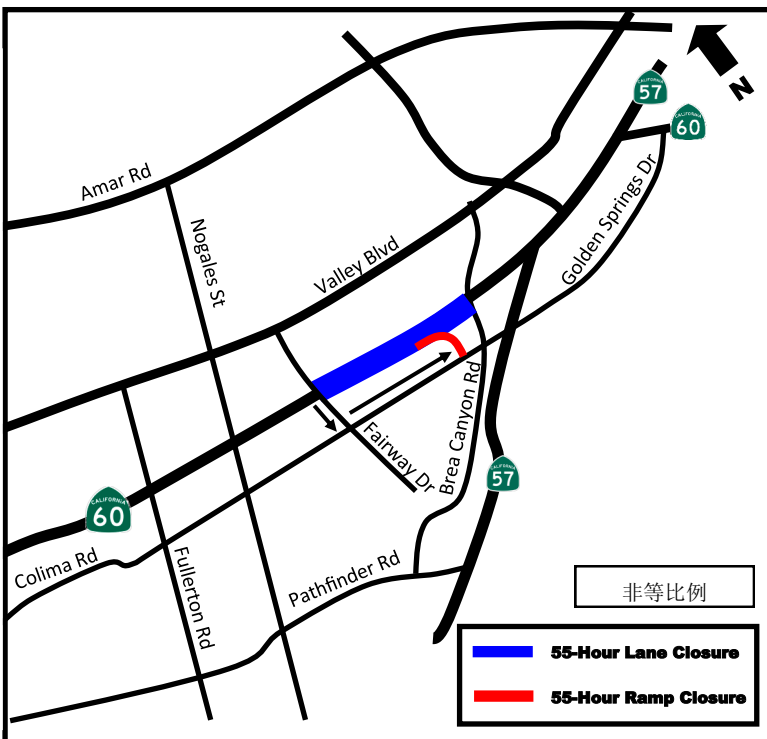 N
CALIFORNIA
57
CALIFORNIA
60
Amar Rd
Golden Springs Dr
Nogales St
Valley Blvd
Brea Canyon Rd
Fairway Dr
CALIFORNIA
57
CALIFORNIA
60
Colima Rd
Fullerton Rd
Pathfinder Rd
非等比例
55-Hour Lane Closure
55-Hour Ramp Closure